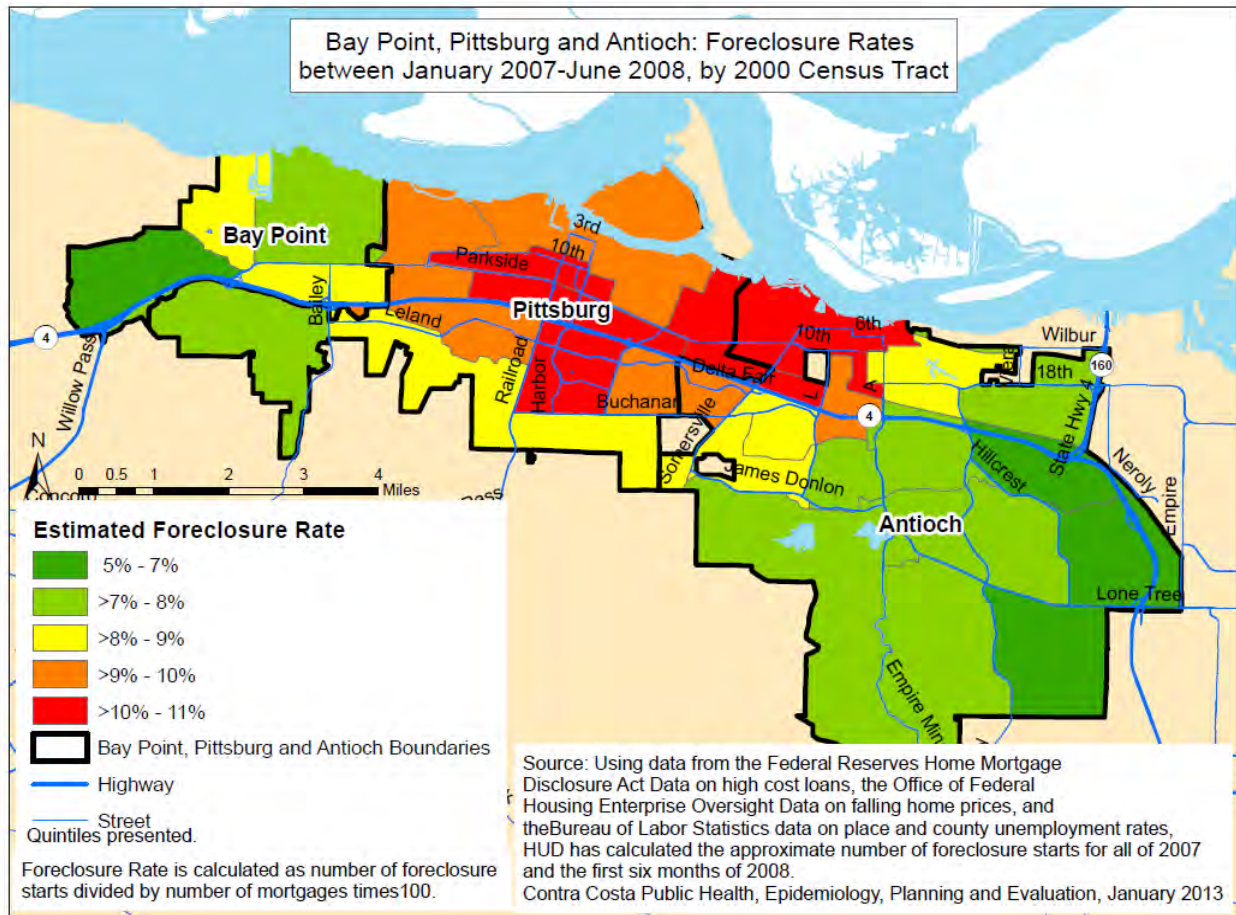 Bay Point, Pittsburg and Antioch: Foreclosure Rates
between January 2007-June 2008, by 2000 Census Tract
3rd
Bay Point
10th
Parkside
Bailey
Pittsburg
6th
10th
Wilbur
4
Leland
Viera
18th
160
Willow Pass
Railroad
Harbor
Delta Fair
L
A
Buchanan
4
State Hwy 4
N
Somersville
Hillcrest
Neroly
0 0.5 1 2 3 4
Miles
James Donlon
Concord
Pass
Empire
Antioch
Lone Tree
Empire Min
Estimated Foreclosure Rate
5% - 7%
>7% - 8%
>8% - 9%
>9% - 10%
>10% - 11%
Bay Point, Pittsburg and Antioch Boundaries
Highway
Street
Quintiles presented.
Foreclosure Rate is calculated as number of foreclosure
starts divided by number of mortgages times100.
Source: Using data from the Federal Reserves Home Mortgage
Disclosure Act Data on high cost loans, the Office of Federal
Housing Enterprise Oversight Data on falling home prices, and
theBureau of Labor Statistics data on place and county unemployment rates,
HUD has calculated the approximate number of foreclosure starts for all of 2007
and the first six months of 2008.
Contra Costa Public Health, Epidemiology, Planning and Evaluation, January 2013